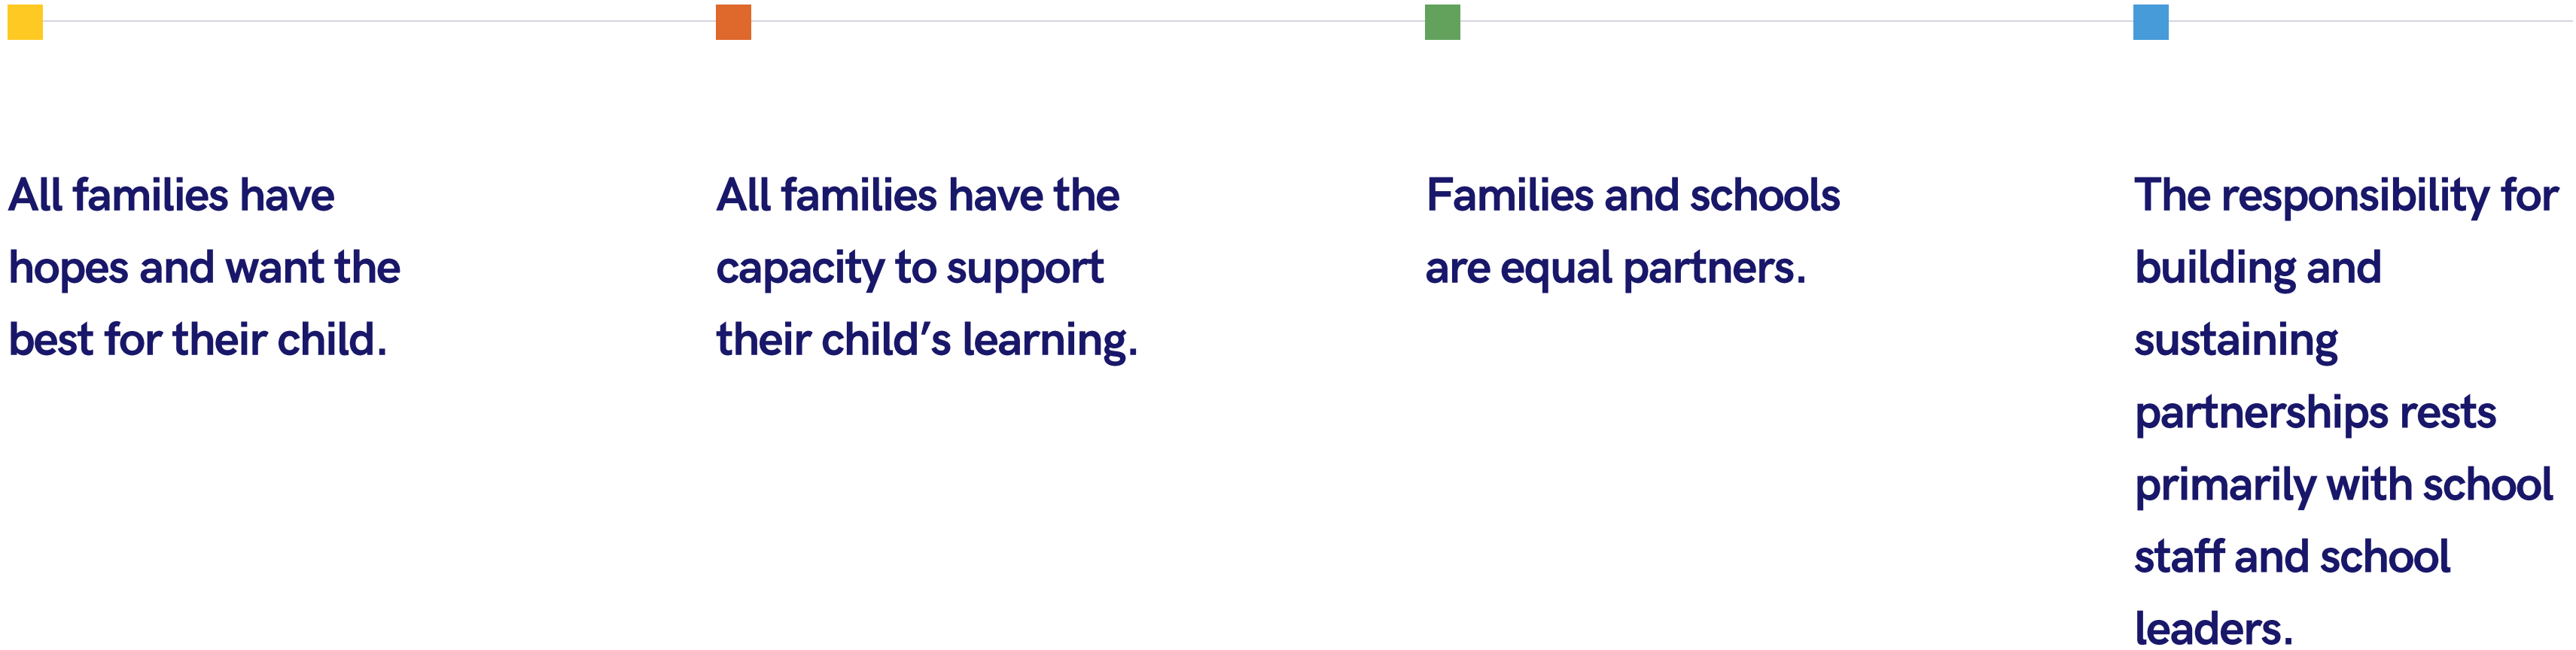 All families have
hopes and want the
best for their child.
All families have the
capacity to support
their child’s learning.
Families and schools
are equal partners.
The responsibility for
building and
sustaining
partnerships rests
primarily with school
staff and school
leaders.